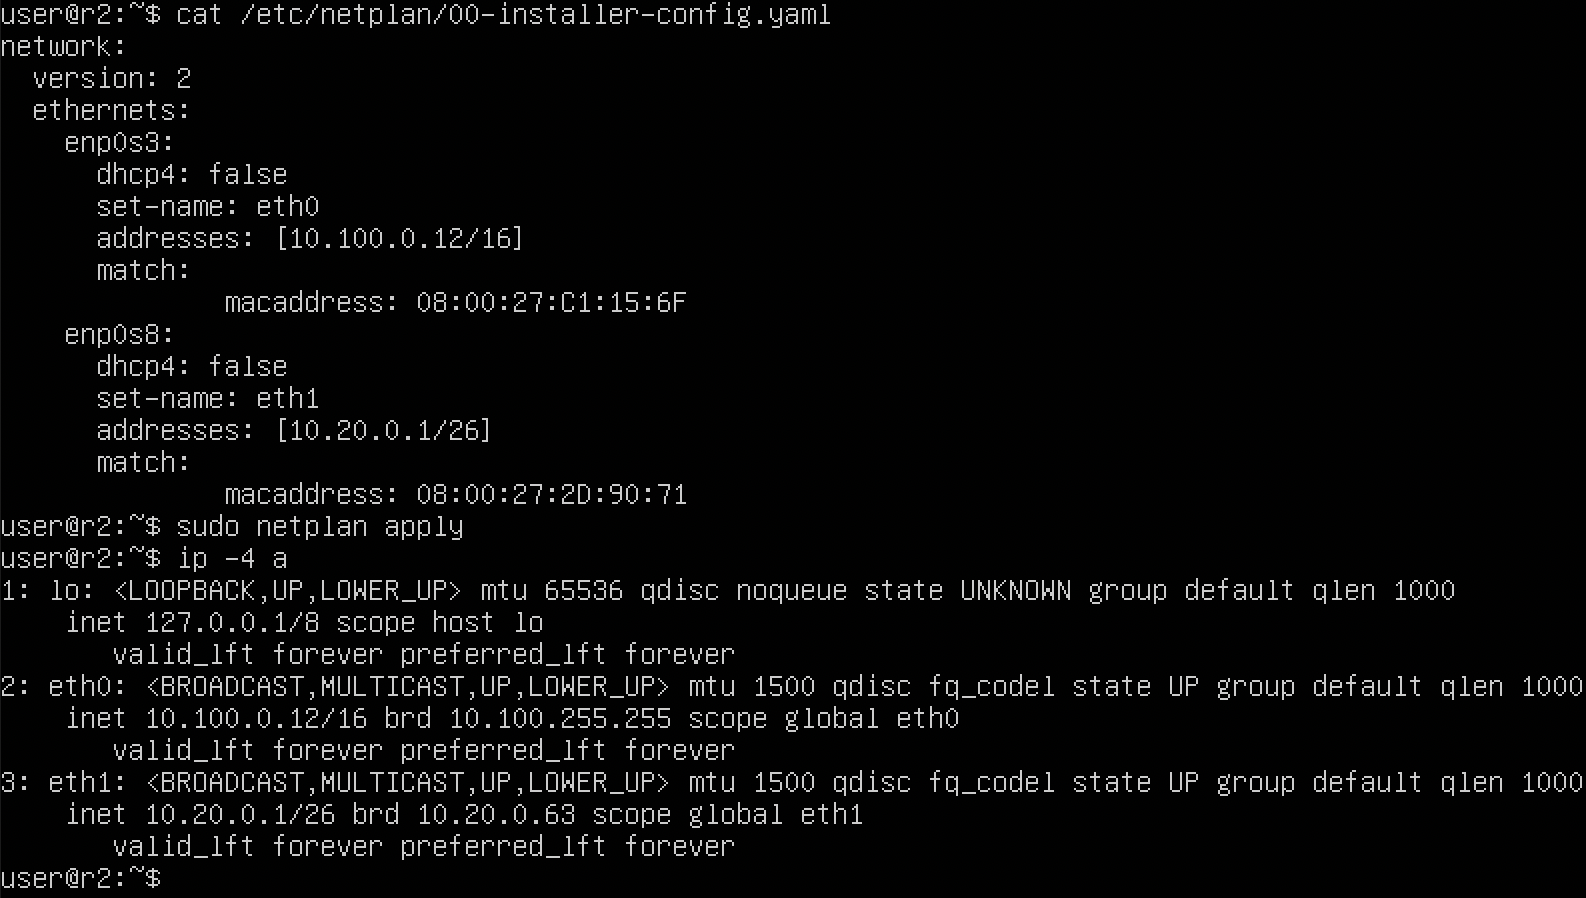 user@r2:~$ cat /etc/netplan/00-installer-config.yaml
network:
  version: 2
  ethernets:
    enp0s3:
      dhcp4: false
      set-name: eth0
      addresses: [10.100.0.12/16]
      match:
              macaddress: 08:00:27:C1:15:6F
    enp0s8:
      dhcp4: false
      set-name: eth1
      addresses: [10.20.0.1/26]
      match:
              macaddress: 08:00:27:2D:90:71
user@r2:~$ sudo netplan apply
user@r2:~$ ip -4 a
1: lo: <LOOPBACK,UP,LOWER_UP> mtu 65536 qdisc noqueue state UNKNOWN group default qlen 1000
    inet 127.0.0.1/8 scope host lo
       valid_lft forever preferred_lft forever
2: eth0: <BROADCAST,MULTICAST,UP,LOWER_UP> mtu 1500 qdisc fq_codel state UP group default qlen 1000
    inet 10.100.0.12/16 brd 10.100.255.255 scope global eth0
       valid_lft forever preferred_lft forever
3: eth1: <BROADCAST,MULTICAST,UP,LOWER_UP> mtu 1500 qdisc fq_codel state UP group default qlen 1000
    inet 10.20.0.1/26 brd 10.20.0.63 scope global eth1
       valid_lft forever preferred_lft forever
user@r2:~$